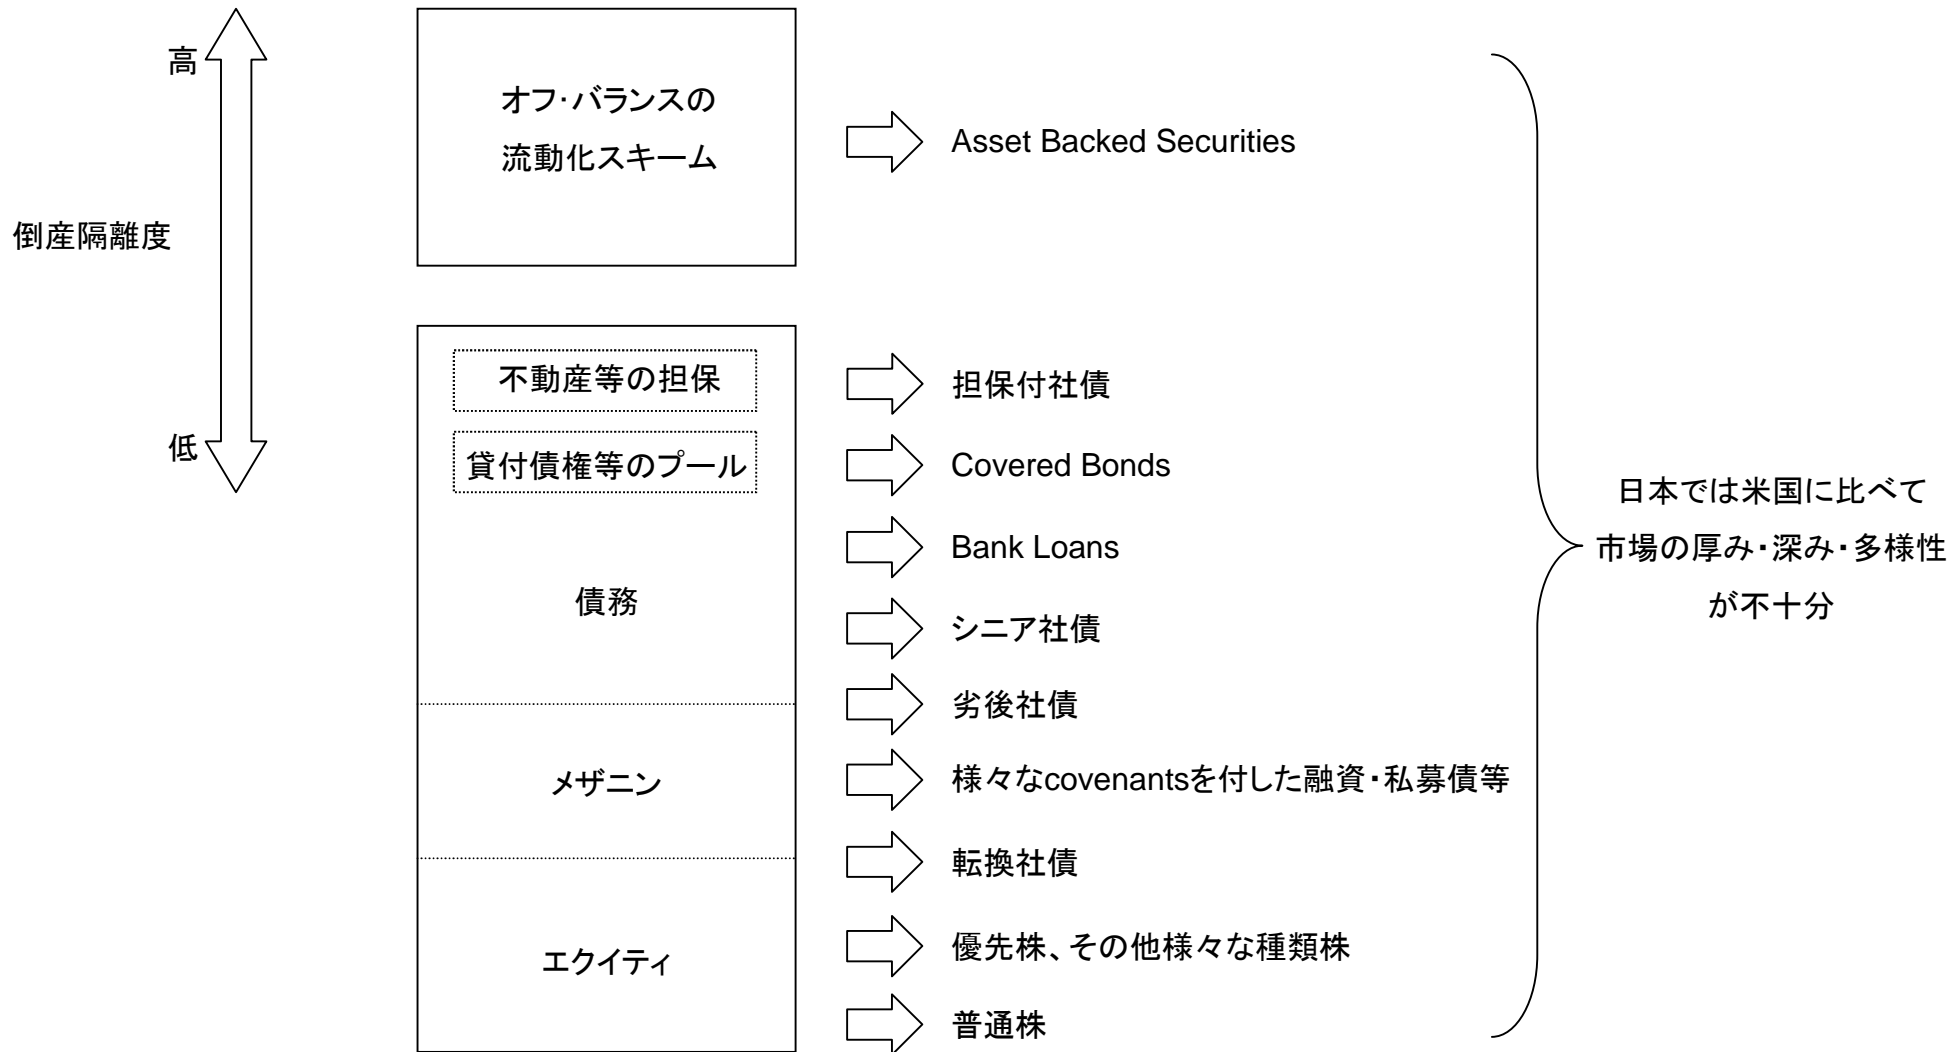 高
倒産隔離度
低
オフ・バランスの
流動化スキーム
Asset Backed Securities
不動産等の担保
担保付社債
貸付債権等のプール
Covered Bonds
Bank Loans
債務
シニア社債
劣後社債
メザニン
様々なcovenantsを付した融資・私募債等
転換社債
エクイティ
優先株、その他様々な種類株
普通株
日本では米国に比べて
市場の厚み・深み・多様性
が不十分